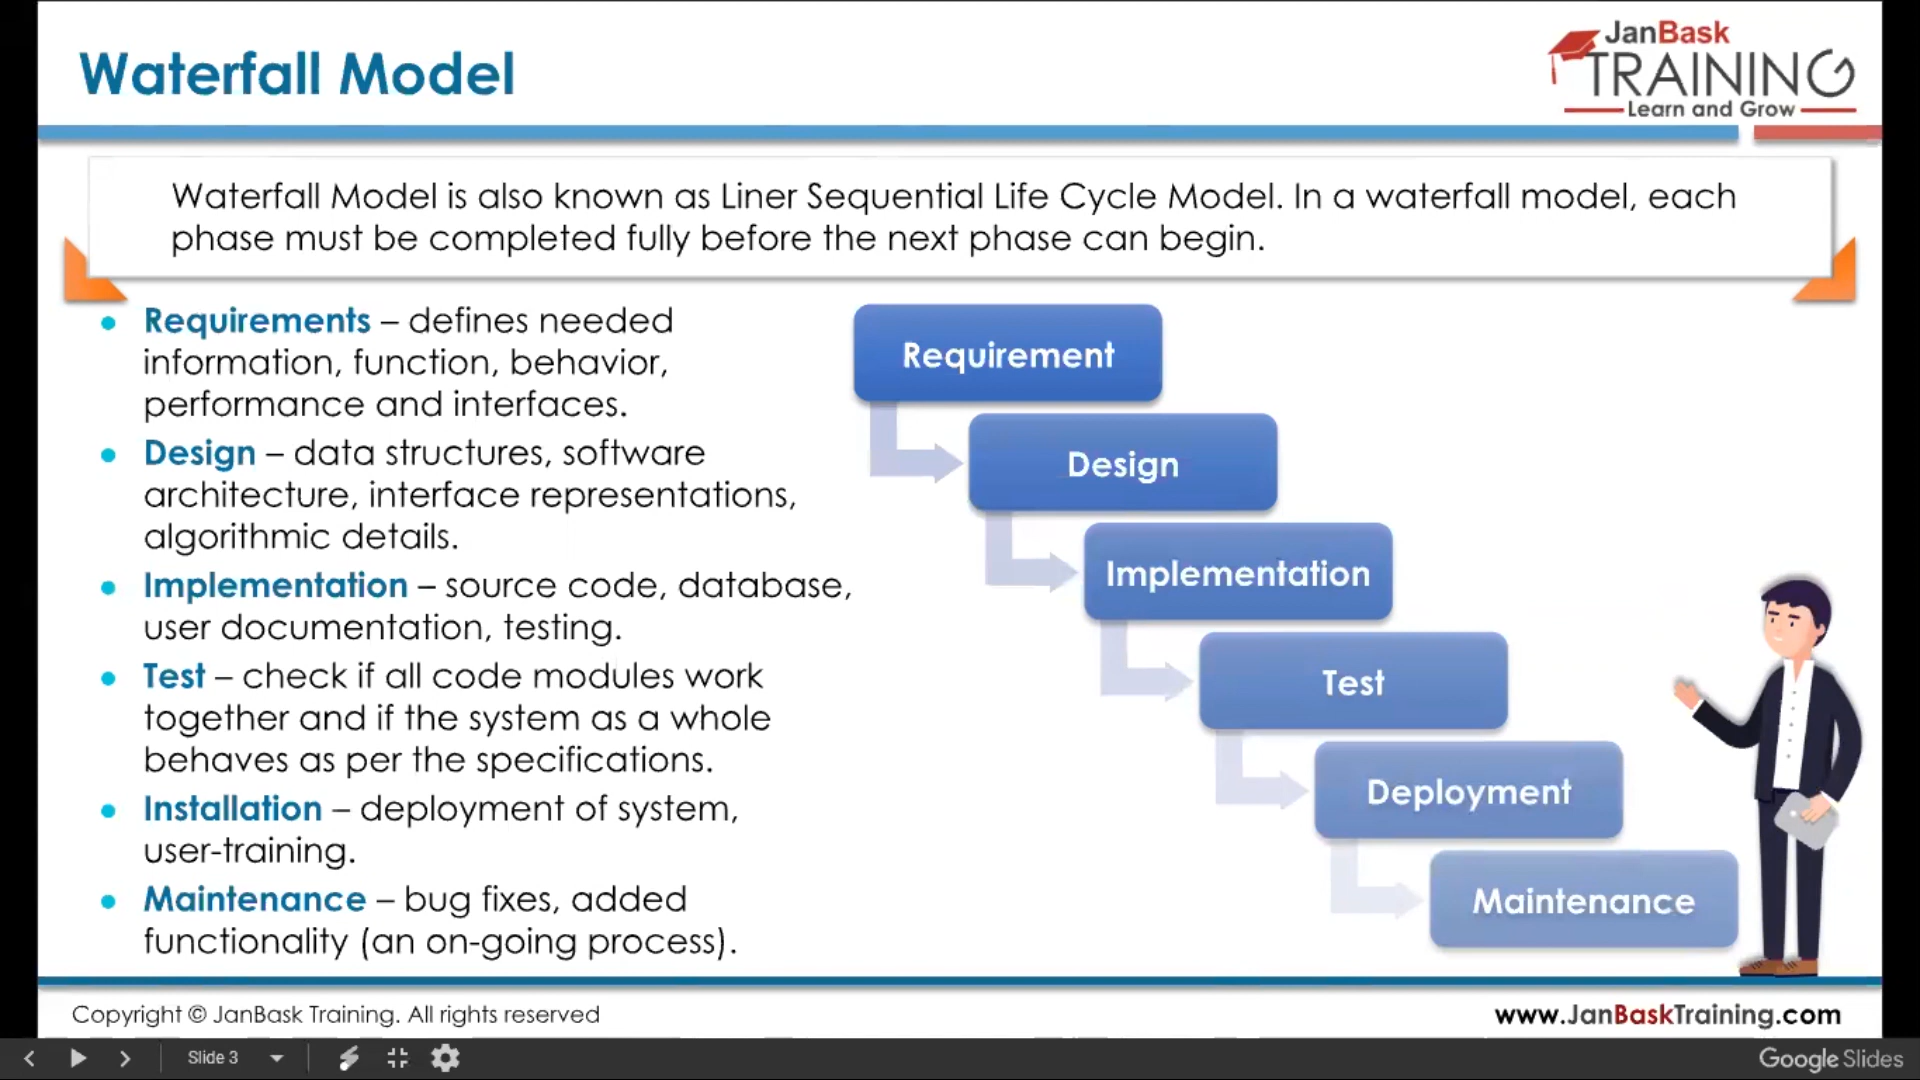 Waterfall Model
JanBask
TRAINING
Learn and Grow
Waterfall Model is also known as Liner Sequential Life Cycle Model. In a waterfall model, each
phase must be completed fully before the next phase can begin.
Requirements – defines needed
information, function, behavior,
performance and interfaces.
Design – data structures, software
architecture, interface representations,
algorithmic details.
Implementation – source code, database,
user documentation, testing.
Test – check if all code modules work
together and if the system as a whole
behaves as per the specifications.
Installation – deployment of system,
user-training.
Maintenance – bug fixes, added
functionality (an on-going process).
Requirement
Design
Implementation
Test
Deployment
Maintenance
Copyright © JanBask Training. All rights reserved
www.JanBaskTraining.com
Slide 3
Google Slides